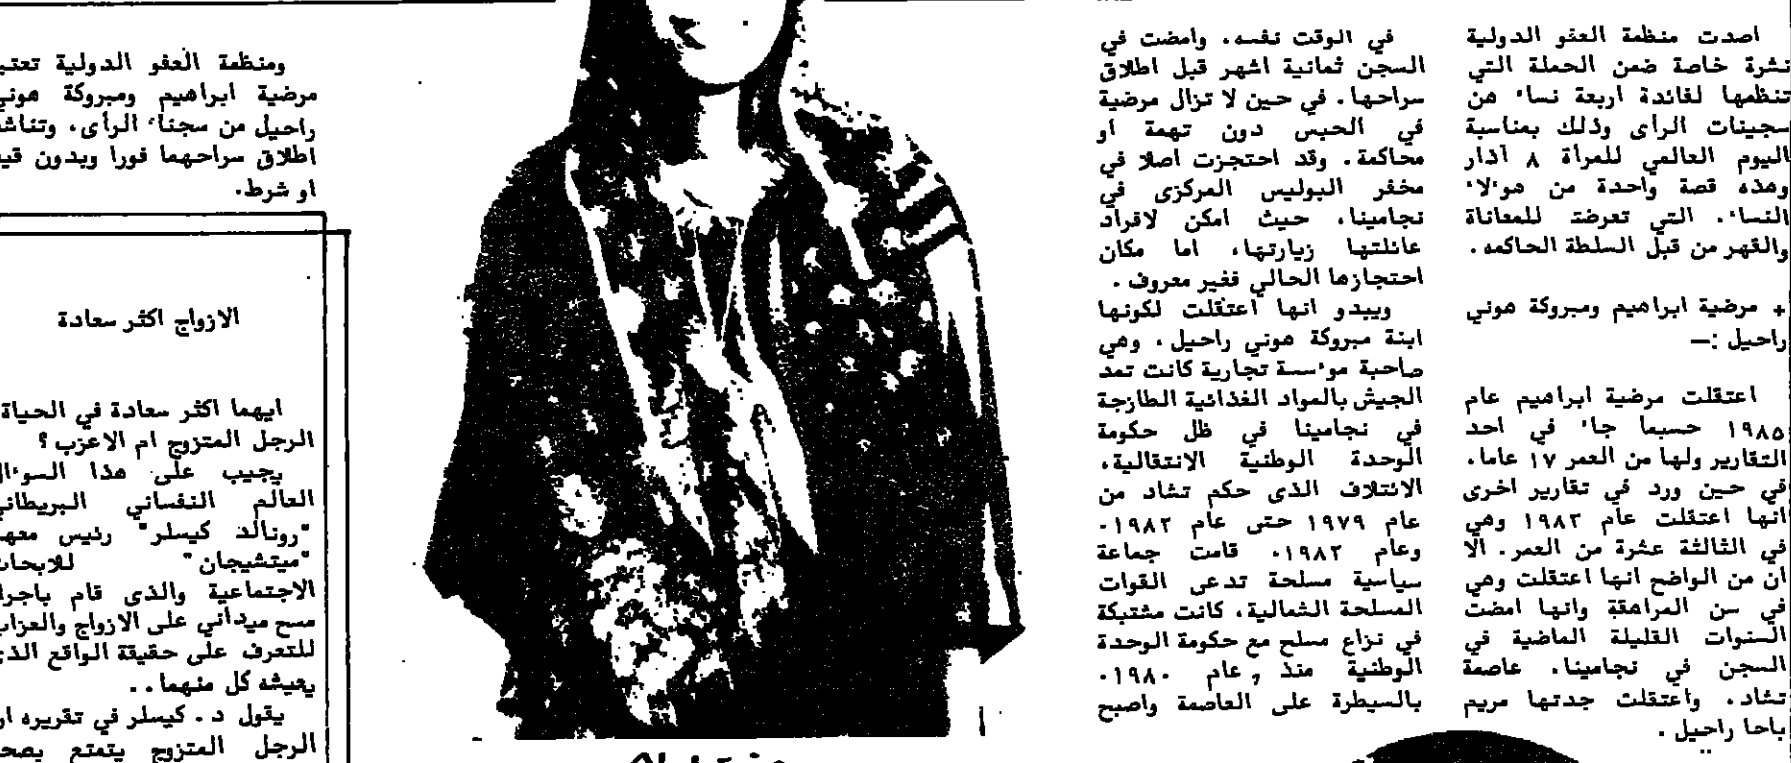 اصدت منظمة العفو الدولية
نشرة خاصة ضمن الحملة التي
تنظمها لفائدة اربعة نساء من
سجينات الرأى وذلك بمناسبة
اليوم العالمي للمرأة ٨ آذار
وهذه قصة واحدة من هوءلاء
النساء. التي تعرضت للمعاناة
والقهر من قبل السلطة الحاكمه.
+ مرضية ابراهيم ومبروكة هوني
راحيل :—
اعتقلت مرضية ابراهيم عام
١٩٨٥ حسبما جاء في احد
التقارير ولها من العمر ١٧ عاما.
في حين ورد في تقارير اخرى
انها اعتقلت عام ١٩٨٢ وهي
في الثالثة عشرة من العمر. الا
ان من الواضح انها اعتقلت وهي
في سن المراهقة وانها امضت
السنوات القليلة الماضية في
السجن في نجامينا. عاصمة
تشاد. واعتقلت جدتها مريم
باحا راحيل.
في الوقت نفسه. وامضت في
السجن ثمانية اشهر قبل اطلاق
سراحها. في حين لا تزال مرضية
في الحبس دون تهمة او
محاكمة. وقد احتجزت اصلا في
مخفر البوليس المركزى في
نجامينا، حيث امكن لافراد
عائلتها زيارتها، اما مكان
احتجازها الحالي فغير معروف.
ويبدو انها اعتقلت لكونها
ابنة مبروكة هوني راحيل. وهي
صاحبة موءسسة تجارية كانت تمد
الجيش بالمواد الغذائية الطازجة
في نجامينا في ظل حكومة
الوحدة الوطنية الانتقالية،
الائتلاف الذى حكم تشاد من
عام ١٩٧٩ حتى عام ١٩٨٢.
وعام ١٩٨٢. قامت جماعة
سياسية مسلحة تدعى القوات
المسلحة الشمالية، كانت مشتبكة
في نزاع مسلح مع حكومة الوحدة
الوطنية منذ عام ١٩٨٠.
بالسيطرة على العاصمة واصبح
ومنظمة العفو الدولية
مرضية ابراهيم ومبروكة هوني
راحيل من سجناء الرأى،
اطلاق سراحهما فورا وبدون
او شرط.
الازواج اكثر سعادة
ايهما اكثر سعادة في الحياة
الرجل المتزوج ام الاعزب؟
يجيب على هذا السوءال
العالم النفساني البريطاني
"رونالد كيسلر" رئيس
"ميتشيجان" للابحاث
الاجتماعية والذى قام
مسح ميداني على الازواج والعزاب
للتعرف على حقيقة الواقع الذى
يعيشه كل منهما..
يقول د. كيسلر في تقريره
الرجل المتزوج يتمتع